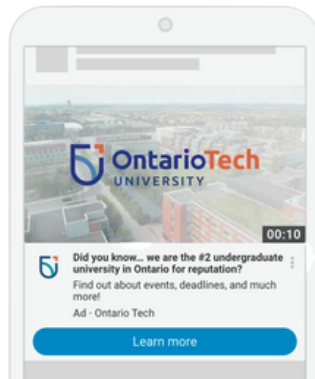 OntarioTech
UNIVERSITY
00:10
Did you know... we are the #2 undergraduate
university in Ontario for reputation?
Find out about events, deadlines, and much
more!
Ad · Ontario Tech
Learn more